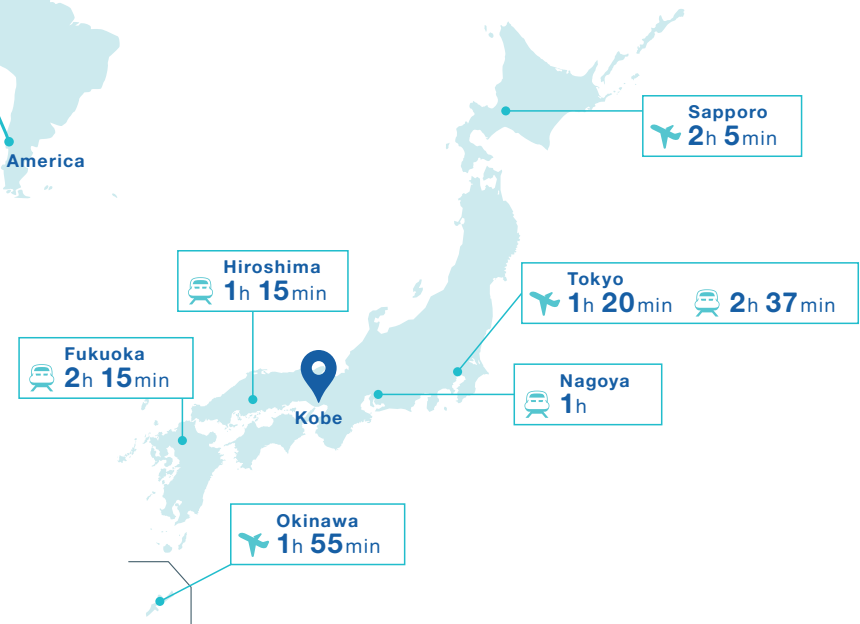 America
Sapporo
2h 5min
Hiroshima
1h 15min
Tokyo
1h 20min 2h 37min
Fukuoka
2h 15min
Nagoya
1h
Kobe
Okinawa
1h 55min